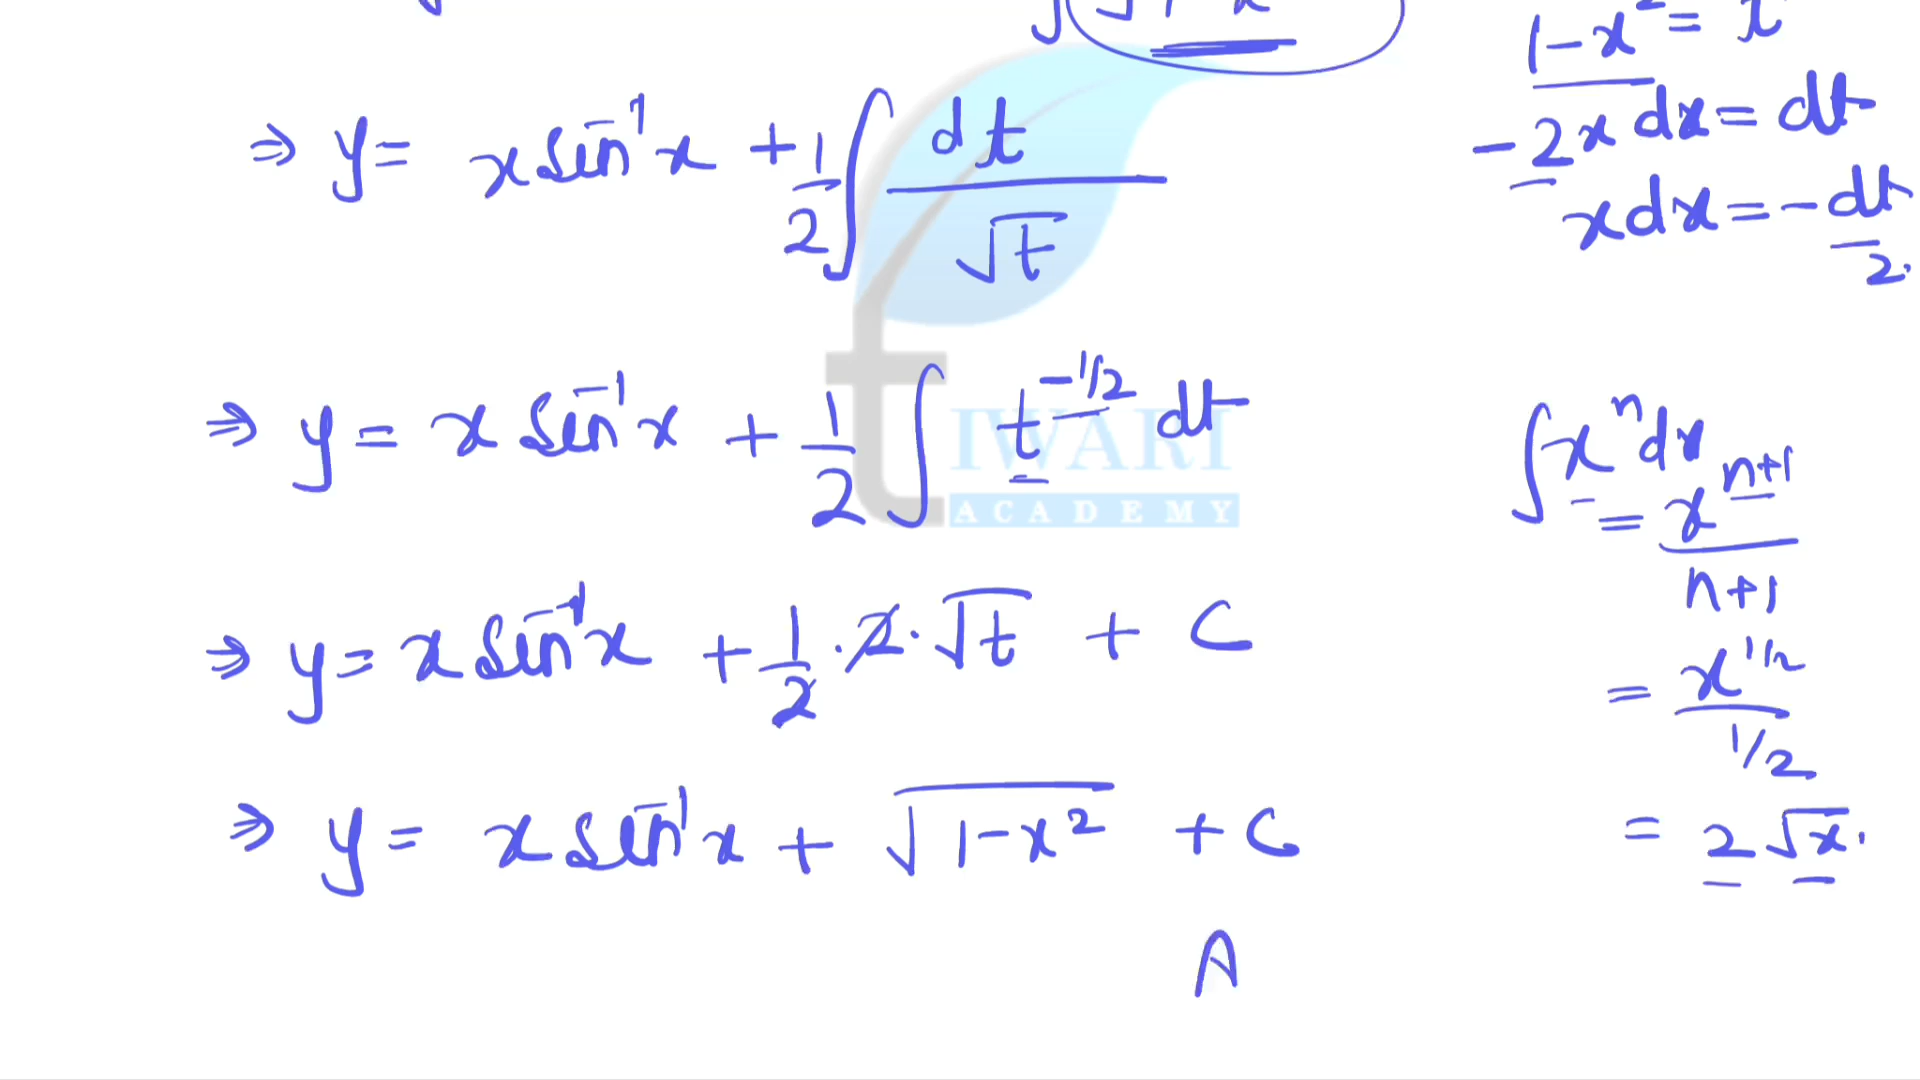 1-x² = t
-2x dx = dt
x dx = -dt/2.
⇒ y = x sin⁻¹x + 1/2 ∫ dt/√t
⇒ y = x sin⁻¹x + 1/2 ∫ t^(-1/2) dt
⇒ y = x sin⁻¹x + 1/2 · 2 · √t + C
⇒ y = x sin⁻¹x + √(1-x²) + C
A
∫ xⁿ dx
= x^(n+1)/(n+1)
= x^(1/2)/(1/2)
= 2√x.
tIWARI
ACADEMY